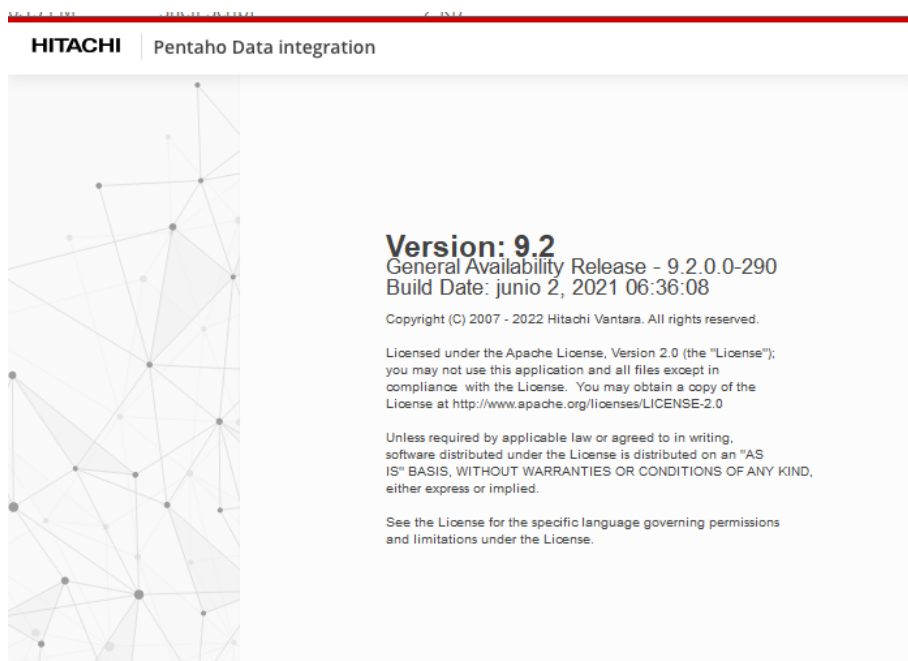 HITACHI
Pentaho Data integration
Version: 9.2
General Availability Release - 9.2.0.0-290
Build Date: junio 2, 2021 06:36:08
Copyright (C) 2007 - 2022 Hitachi Vantara. All rights reserved.
Licensed under the Apache License, Version 2.0 (the "License");
you may not use this application and all files except in
compliance  with the License.  You may obtain a copy of the
License at http://www.apache.org/licenses/LICENSE-2.0
Unless required by applicable law or agreed to in writing,
software distributed under the License is distributed on an "AS
IS" BASIS, WITHOUT WARRANTIES OR CONDITIONS OF ANY KIND,
either express or implied.
See the License for the specific language governing permissions
and limitations under the License.